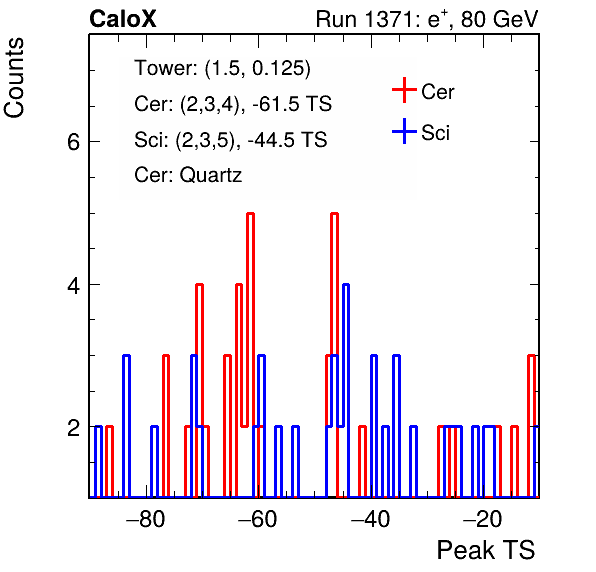 CaloX Run 1371: e⁺, 80 GeV
Counts
Tower: (1.5, 0.125)
Cer: (2,3,4), -61.5 TS
Sci: (2,3,5), -44.5 TS
Cer: Quartz
Cer
Sci
6
4
2
−80 −60 −40 −20
Peak TS